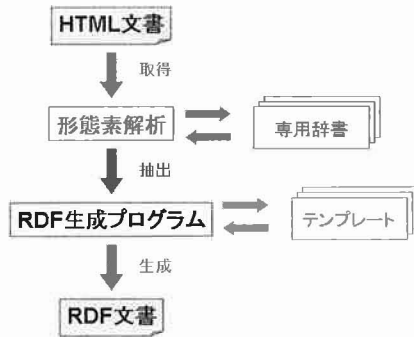 HTML文書
取得
形態素解析
専用辞書
抽出
RDF生成プログラム
テンプレート
生成
RDF文書